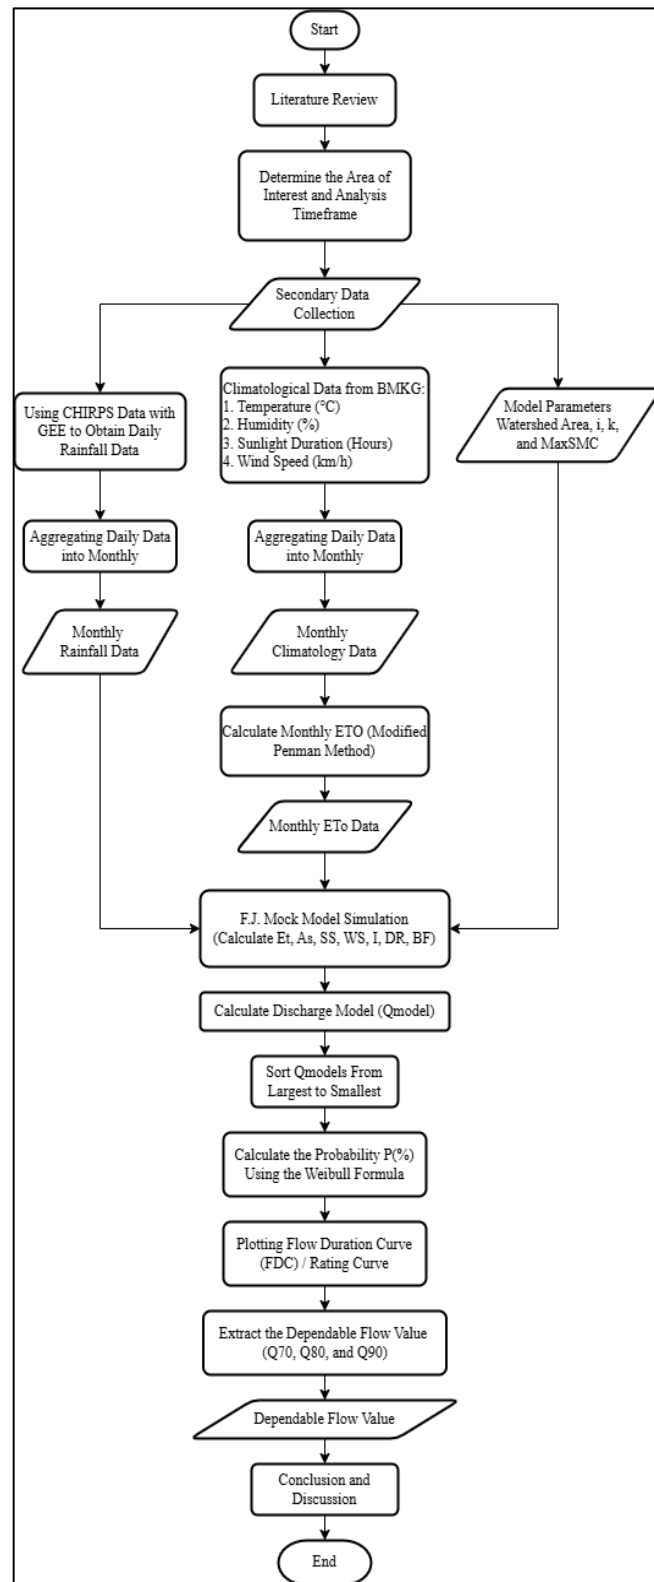 Start
Literature Review
Determine the Area of
Interest and Analysis
Timeframe
Secondary Data
Collection
Using CHIRPS Data with
GEE to Obtain Daily
Rainfall Data
Climatological Data from BMKG:
1. Temperature (°C)
2. Humidity (%)
3. Sunlight Duration (Hours)
4. Wind Speed (km/h)
Model Parameters
Watershed Area, i, k,
and MaxSMC
Aggregating Daily Data
into Monthly
Aggregating Daily Data
into Monthly
Monthly
Rainfall Data
Monthly
Climatology Data
Calculate Monthly ETO (Modified
Penman Method)
Monthly ETo Data
F.J. Mock Model Simulation
(Calculate Et, As, SS, WS, I, DR, BF)
Calculate Discharge Model (Qmodel)
Sort Qmodels From
Largest to Smallest
Calculate the Probability P(%)
Using the Weibull Formula
Plotting Flow Duration Curve
(FDC) / Rating Curve
Extract the Dependable Flow Value
(Q70, Q80, and Q90)
Dependable Flow Value
Conclusion and
Discussion
End